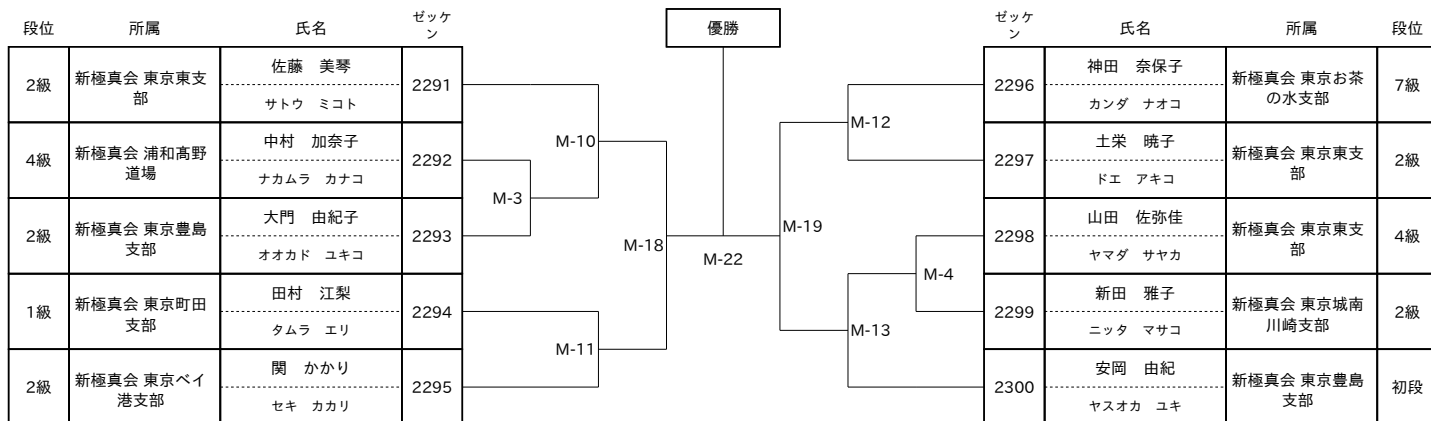 段位
所属
氏名
ゼッケ
ン
優勝
ゼッケ
ン
氏名
所属
段位
2級
新極真会 東京東支
部
佐藤 美琴
サトウ ミコト
2291
4級
新極真会 浦和髙野
道場
中村 加奈子
ナカムラ カナコ
2292
2級
新極真会 東京豊島
支部
大門 由紀子
オオカド ユキコ
2293
1級
新極真会 東京町田
支部
田村 江梨
タムラ エリ
2294
2級
新極真会 東京ベイ
港支部
関 かかり
セキ カカリ
2295
M-10
M-3
M-18
M-11
M-22
M-12
M-19
M-4
M-13
2296
神田 奈保子
カンダ ナオコ
新極真会 東京お茶
の水支部
7級
2297
土栄 暁子
ドエ アキコ
新極真会 東京東支
部
2級
2298
山田 佐弥佳
ヤマダ サヤカ
新極真会 東京東支
部
4級
2299
新田 雅子
ニッタ マサコ
新極真会 東京城南
川崎支部
2級
2300
安岡 由紀
ヤスオカ ユキ
新極真会 東京豊島
支部
初段